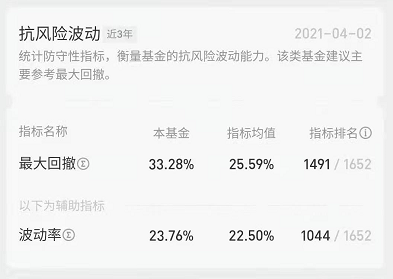 抗风险波动 近3年 2021-04-02
统计防守性指标，衡量基金的抗风险波动能力。该类基金建议主
要参考最大回撤。
指标名称 本基金 指标均值 指标排名ⓘ
最大回撤 33.28% 25.59% 1491 / 1652
以下为辅助指标
波动率 23.76% 22.50% 1044 / 1652